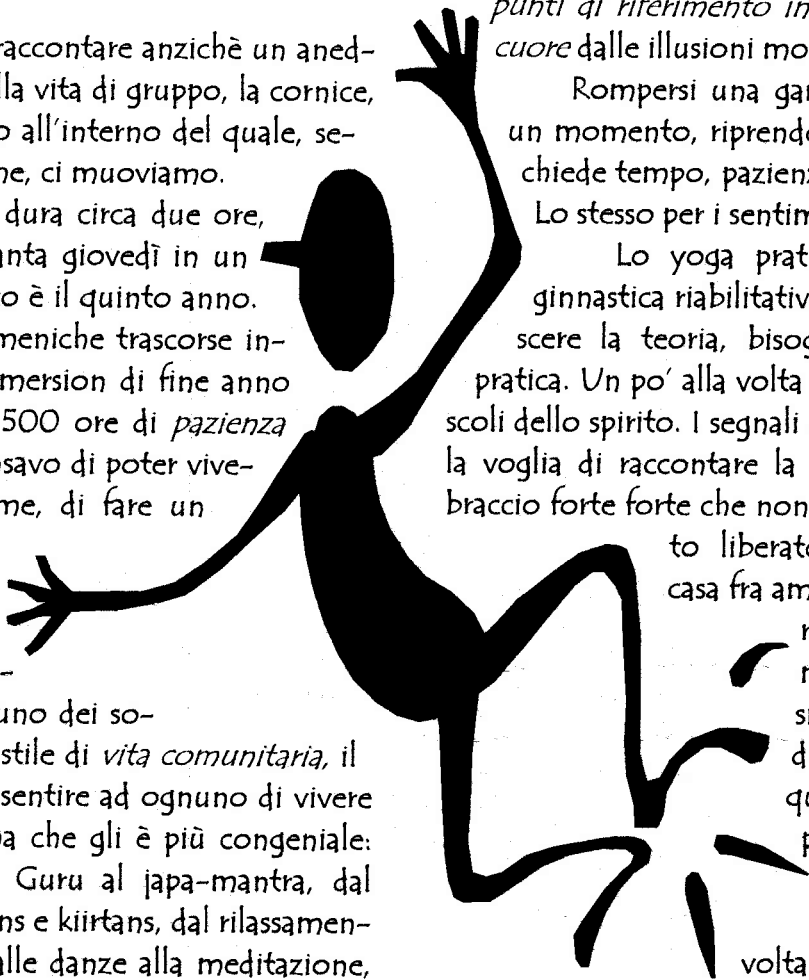 raccontare anzichè un aned-
lla vita di gruppo, la cornice,
o all'interno del quale, se-
ne, ci muoviamo.
dura circa due ore,
anta giovedì in un
to è il quinto anno.
meniche trascorse in-
mersion di fine anno
500 ore di pazienza
savo di poter vive-
me, di fare un
-
uno dei so-
stile di vita comunitaria, il
sentire ad ognuno di vivere
pa che gli è più congeniale:
Guru al japa-mantra, dal
ns e kiirtans, dal rilassamen-
alle danze alla meditazione,
punti di riferimento in
cuore dalle illusioni mo
Rompersi una gam
un momento, riprende
chiede tempo, pazienz
Lo stesso per i sentim
Lo yoga prat
ginnastica riabilitativ
scere la teoria, bisog
pratica. Un po' alla volta
scoli dello spirito. I segnali
la voglia di raccontare la
braccio forte forte che non
to liberato
casa fra am
r
r
s
d
qu
p
volta